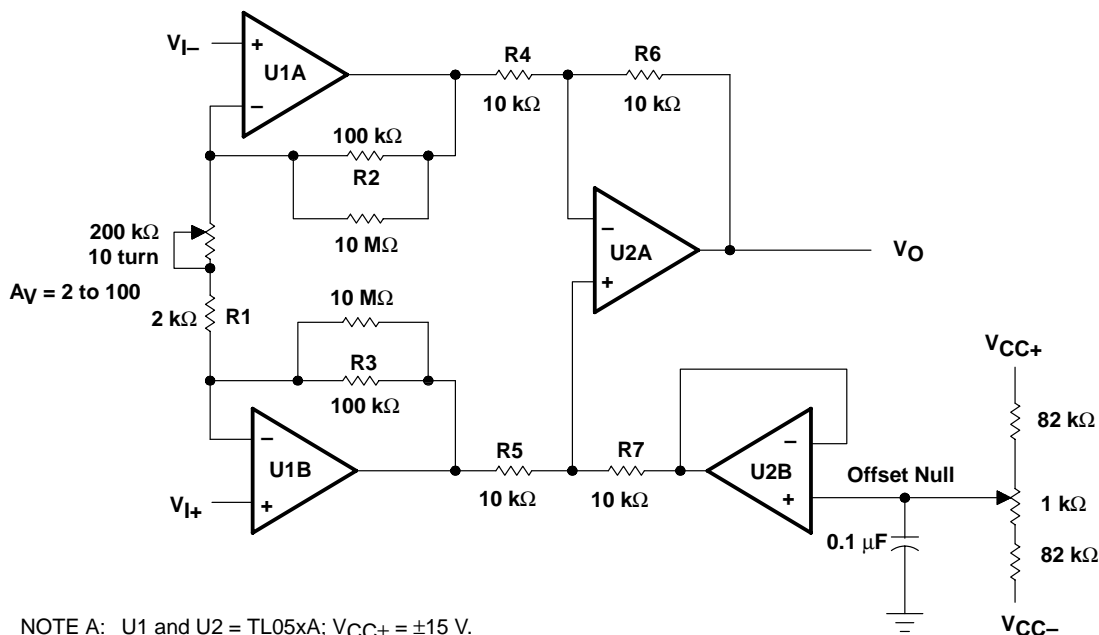 VI–
+
U1A
–
R4
10 kΩ
R6
10 kΩ
100 kΩ
R2
10 MΩ
200 kΩ
10 turn
AV = 2 to 100
2 kΩ
R1
10 MΩ
R3
100 kΩ
–
U2A
+
VO
–
U1B
+
VI+
R5
10 kΩ
R7
10 kΩ
–
U2B
+
Offset Null
0.1 μF
VCC+
82 kΩ
1 kΩ
82 kΩ
VCC–
NOTE A: U1 and U2 = TL05xA; VCC+ = ±15 V.